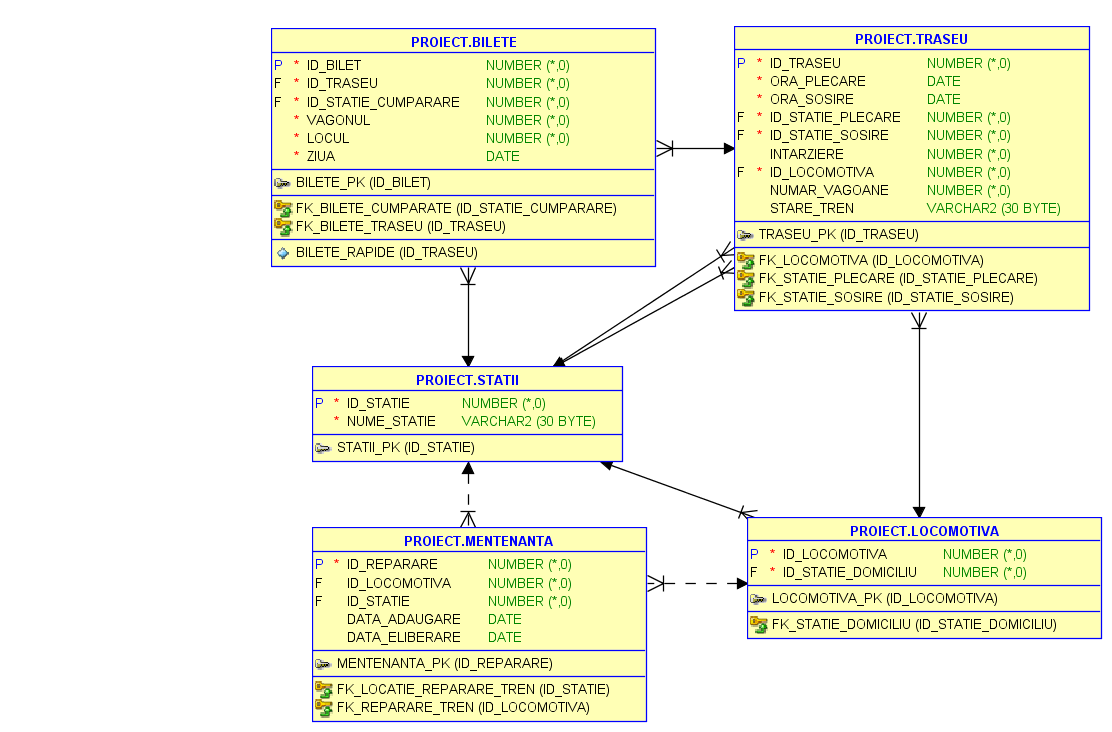 PROIECT.BILETE
P * ID_BILET NUMBER (*,0)
F * ID_TRASEU NUMBER (*,0)
F * ID_STATIE_CUMPARARE NUMBER (*,0)
* VAGONUL NUMBER (*,0)
* LOCUL NUMBER (*,0)
* ZIUA DATE
BILETE_PK (ID_BILET)
FK_BILETE_CUMPARATE (ID_STATIE_CUMPARARE)
FK_BILETE_TRASEU (ID_TRASEU)
BILETE_RAPIDE (ID_TRASEU)
PROIECT.TRASEU
P * ID_TRASEU NUMBER (*,0)
* ORA_PLECARE DATE
* ORA_SOSIRE DATE
F * ID_STATIE_PLECARE NUMBER (*,0)
F * ID_STATIE_SOSIRE NUMBER (*,0)
INTARZIERE NUMBER (*,0)
F * ID_LOCOMOTIVA NUMBER (*,0)
NUMAR_VAGOANE NUMBER (*,0)
STARE_TREN VARCHAR2 (30 BYTE)
TRASEU_PK (ID_TRASEU)
FK_LOCOMOTIVA (ID_LOCOMOTIVA)
FK_STATIE_PLECARE (ID_STATIE_PLECARE)
FK_STATIE_SOSIRE (ID_STATIE_SOSIRE)
PROIECT.STATII
P * ID_STATIE NUMBER (*,0)
* NUME_STATIE VARCHAR2 (30 BYTE)
STATII_PK (ID_STATIE)
PROIECT.MENTENANTA
P * ID_REPARARE NUMBER (*,0)
F ID_LOCOMOTIVA NUMBER (*,0)
F ID_STATIE NUMBER (*,0)
DATA_ADAUGARE DATE
DATA_ELIBERARE DATE
MENTENANTA_PK (ID_REPARARE)
FK_LOCATIE_REPARARE_TREN (ID_STATIE)
FK_REPARARE_TREN (ID_LOCOMOTIVA)
PROIECT.LOCOMOTIVA
P * ID_LOCOMOTIVA NUMBER (*,0)
F * ID_STATIE_DOMICILIU NUMBER (*,0)
LOCOMOTIVA_PK (ID_LOCOMOTIVA)
FK_STATIE_DOMICILIU (ID_STATIE_DOMICILIU)